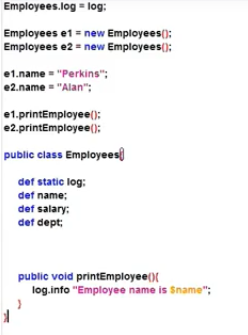 Employees.log = log;
Employees e1 = new Employees();
Employees e2 = new Employees();
e1.name = "Perkins";
e2.name = "Alan";
e1.printEmployee();
e2.printEmployee();
public class Employees{
def static log;
def name;
def salary;
def dept;
public void printEmployee(){
log.info "Employee name is $name";
}
}